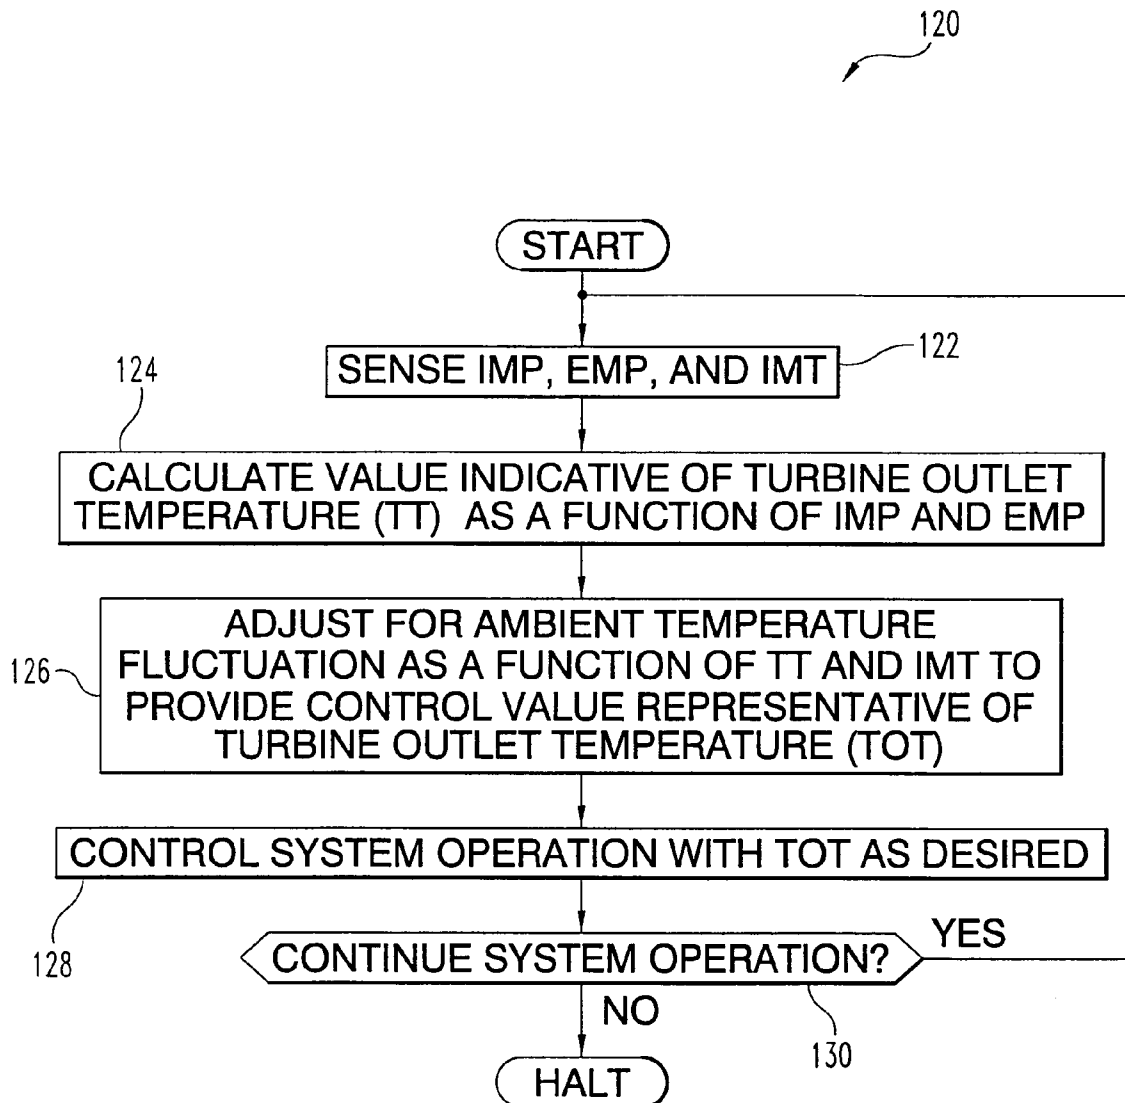 120
START
SENSE IMP, EMP, AND IMT
122
124
CALCULATE VALUE INDICATIVE OF TURBINE OUTLET
TEMPERATURE (TT) AS A FUNCTION OF IMP AND EMP
ADJUST FOR AMBIENT TEMPERATURE
FLUCTUATION AS A FUNCTION OF TT AND IMT TO
PROVIDE CONTROL VALUE REPRESENTATIVE OF
TURBINE OUTLET TEMPERATURE (TOT)
126
CONTROL SYSTEM OPERATION WITH TOT AS DESIRED
128
CONTINUE SYSTEM OPERATION?
YES
130
NO
HALT